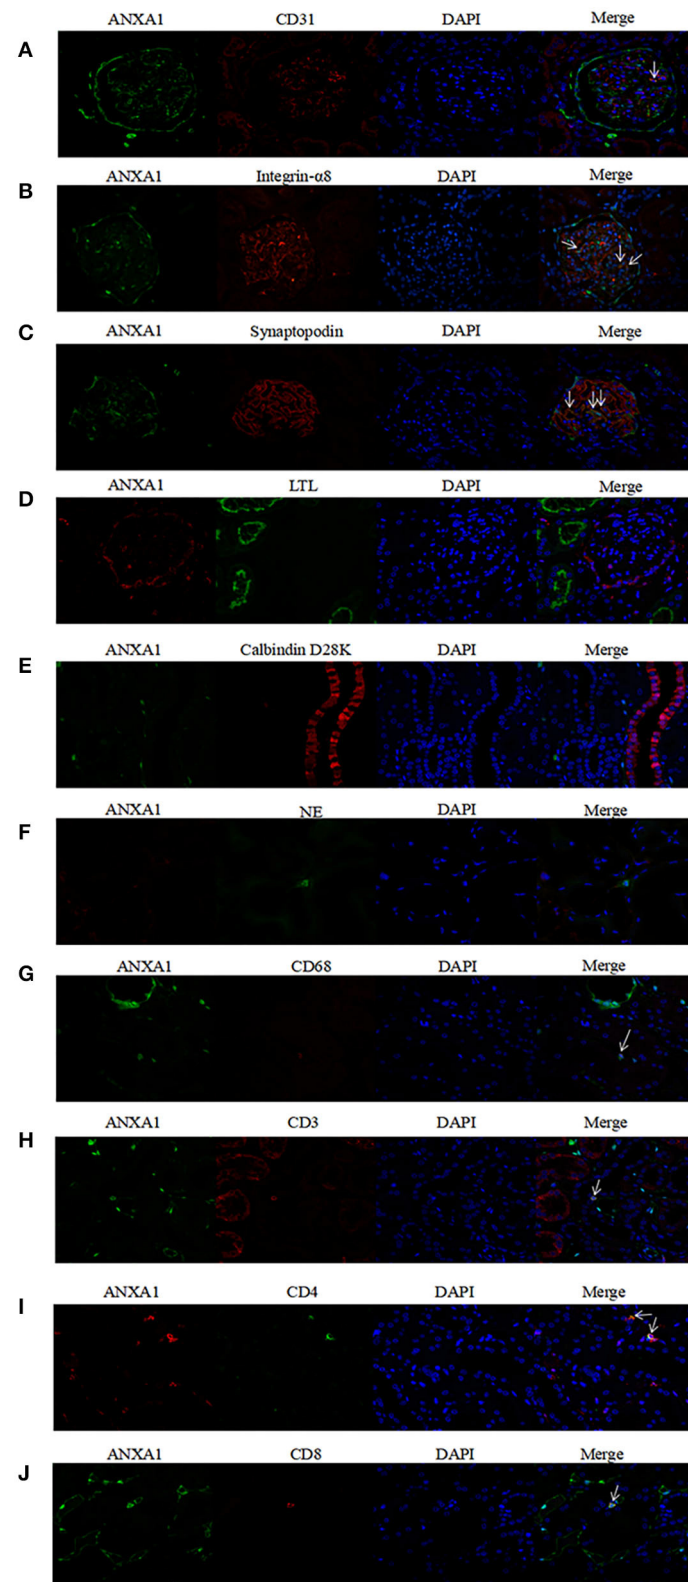 ANXA1 CD31 DAPI Merge
A
ANXA1 Integrin-α8 DAPI Merge
B
ANXA1 Synaptopodin DAPI Merge
C
ANXA1 LTL DAPI Merge
D
ANXA1 Calbindin D28K DAPI Merge
E
ANXA1 NE DAPI Merge
F
ANXA1 CD68 DAPI Merge
G
ANXA1 CD3 DAPI Merge
H
ANXA1 CD4 DAPI Merge
I
ANXA1 CD8 DAPI Merge
J